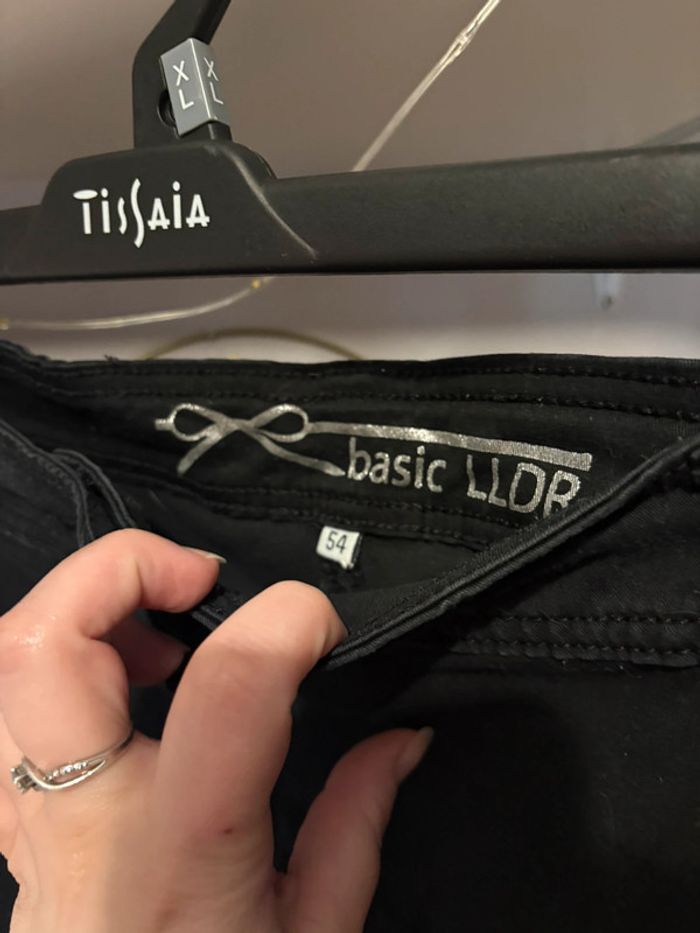 XL XL
TISSAIA
basic LLDR
54